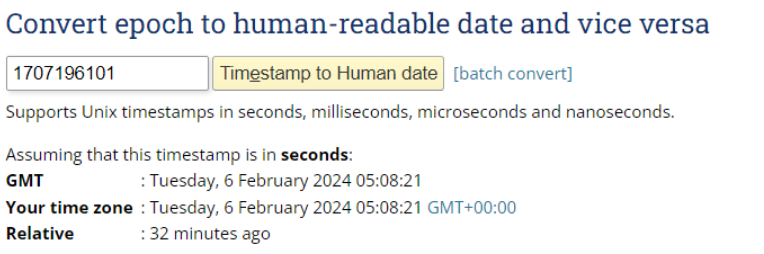 Convert epoch to human-readable date and vice versa
1707196101 Timestamp to Human date [batch convert]
Supports Unix timestamps in seconds, milliseconds, microseconds and nanoseconds.
Assuming that this timestamp is in seconds:
GMT : Tuesday, 6 February 2024 05:08:21
Your time zone : Tuesday, 6 February 2024 05:08:21 GMT+00:00
Relative : 32 minutes ago